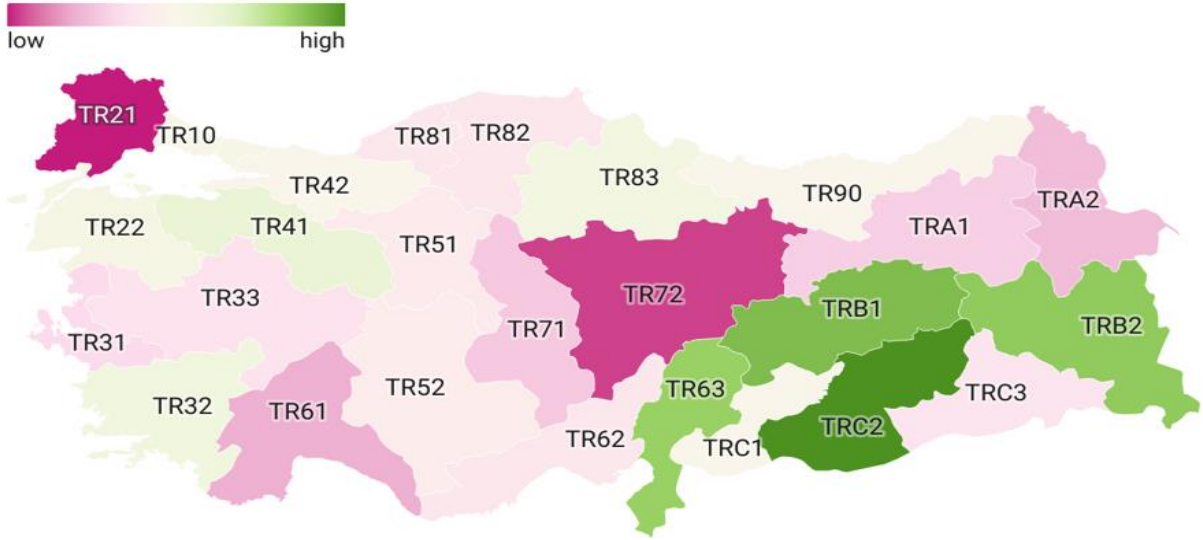 low high
TR21
TR10
TR81 TR82
TR42 TR83 TR90 TRA2
TR22 TR41 TR51 TRA1
TR33 TR72 TRB1 TRB2
TR31 TR71
TR32 TR61 TR52 TR63 TRC3
TR62 TRC1 TRC2